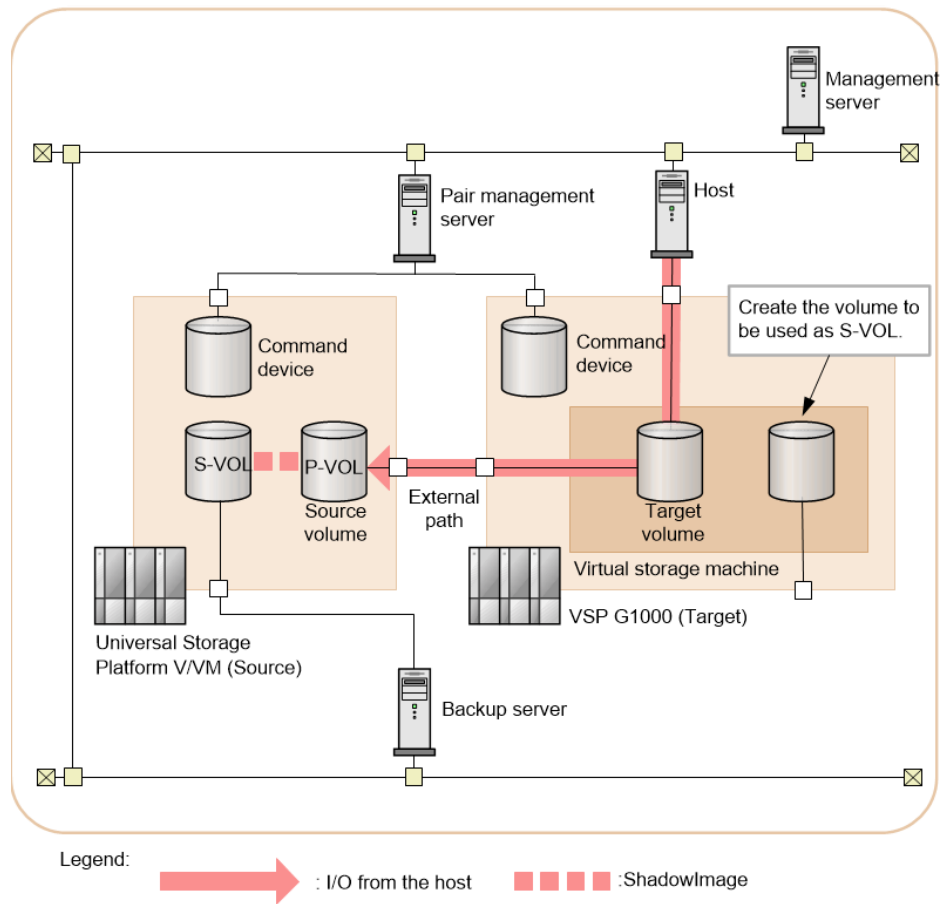 Management
server
Pair management
server
Host
Create the volume to
be used as S-VOL.
Command
device
Command
device
S-VOL
P-VOL
Source
volume
External
path
Target
volume
Virtual storage machine
VSP G1000 (Target)
Universal Storage
Platform V/VM (Source)
Backup server
Legend:
: I/O from the host
:ShadowImage